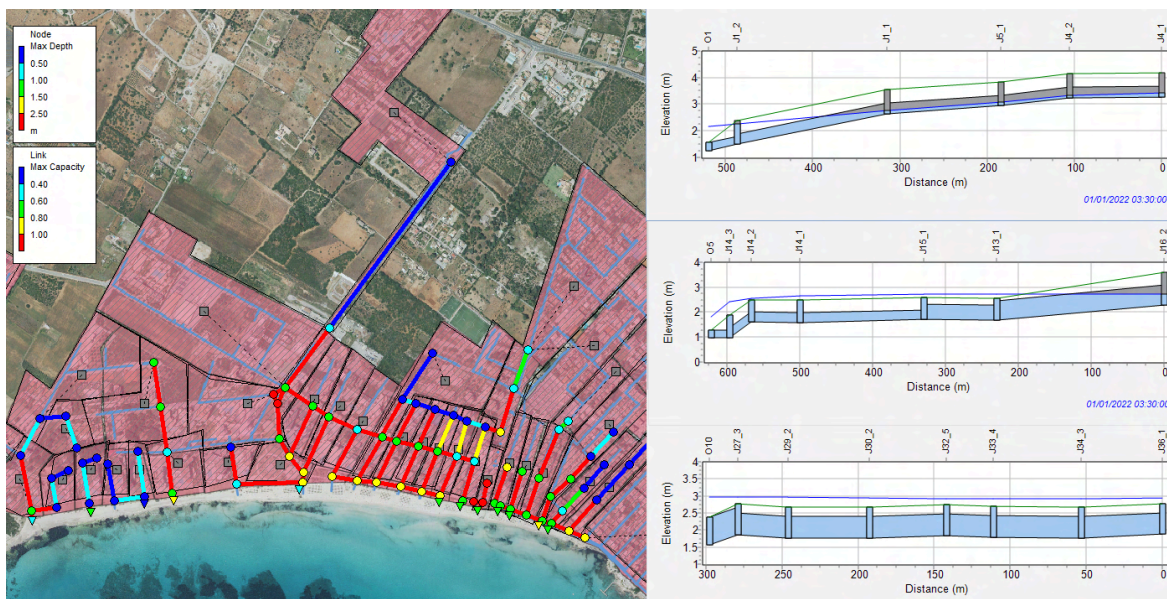 Node
Max Depth
0.50
1.00
1.50
2.50
m
Link
Max Capacity
0.40
0.60
0.80
1.00
O1
J1_2
J1_1
J5_1
J4_2
J4_1
Elevation (m)
5
4
3
2
1
500
400
300
200
100
0
Distance (m)
01/01/2022 03:30:00
O5
J14_3
J14_2
J14_1
J15_1
J13_1
J16_2
Elevation (m)
4
3
2
1
0
600
500
400
300
200
100
0
Distance (m)
01/01/2022 03:30:00
O10
J27_3
J29_2
J30_2
J32_5
J33_4
J34_3
J36_1
Elevation (m)
4
3.5
3
2.5
2
1.5
1
300
250
200
150
100
50
0
Distance (m)